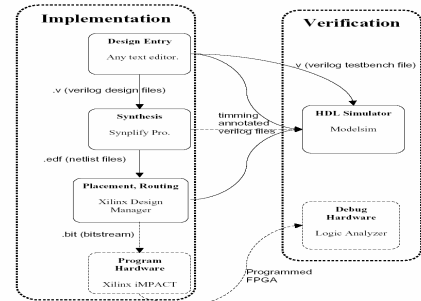 Implementation
Verification
Design Entry
Any text editor.
.v (verilog testbench file)
.v (verilog design files)
Synthesis
Synplify Pro.
timming
annotated
verilog files
HDL Simulator
Modelsim
.edf (netlist files)
Placement, Routing
Xilinx Design
Manager
Debug
Hardware
Logic Analyzer
.bit (bitstream)
Program
Hardware
Xilinx iMPACT
Programmed
FPGA